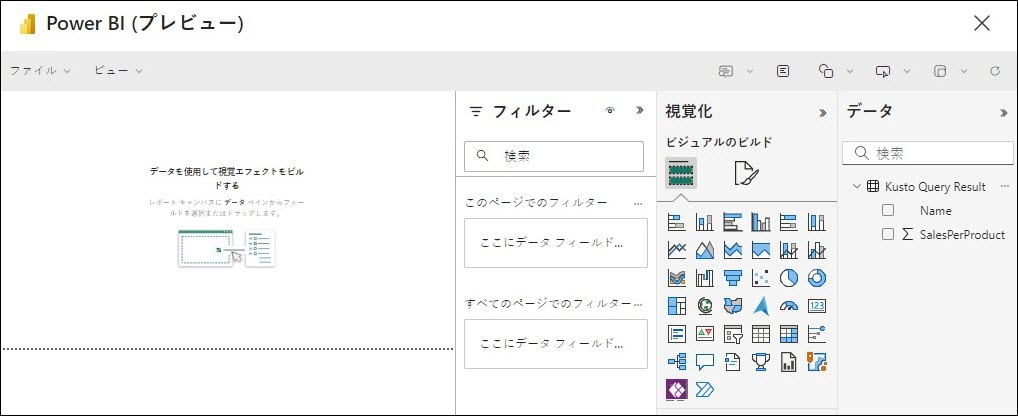 Power BI (プレビュー)
ファイル ビュー
データを使用して視覚エフェクトをビル
ドする
レポート キャンバスに データ ペインからフィー
ルドを選択またはドラッグします。
フィルター
検索
このページでのフィルター ...
ここにデータ フィールド...
すべてのページでのフィルター ...
ここにデータ フィールド...
視覚化
ビジュアルのビルド
123
データ
検索
Kusto Query Result ...
Name
SalesPerProduct